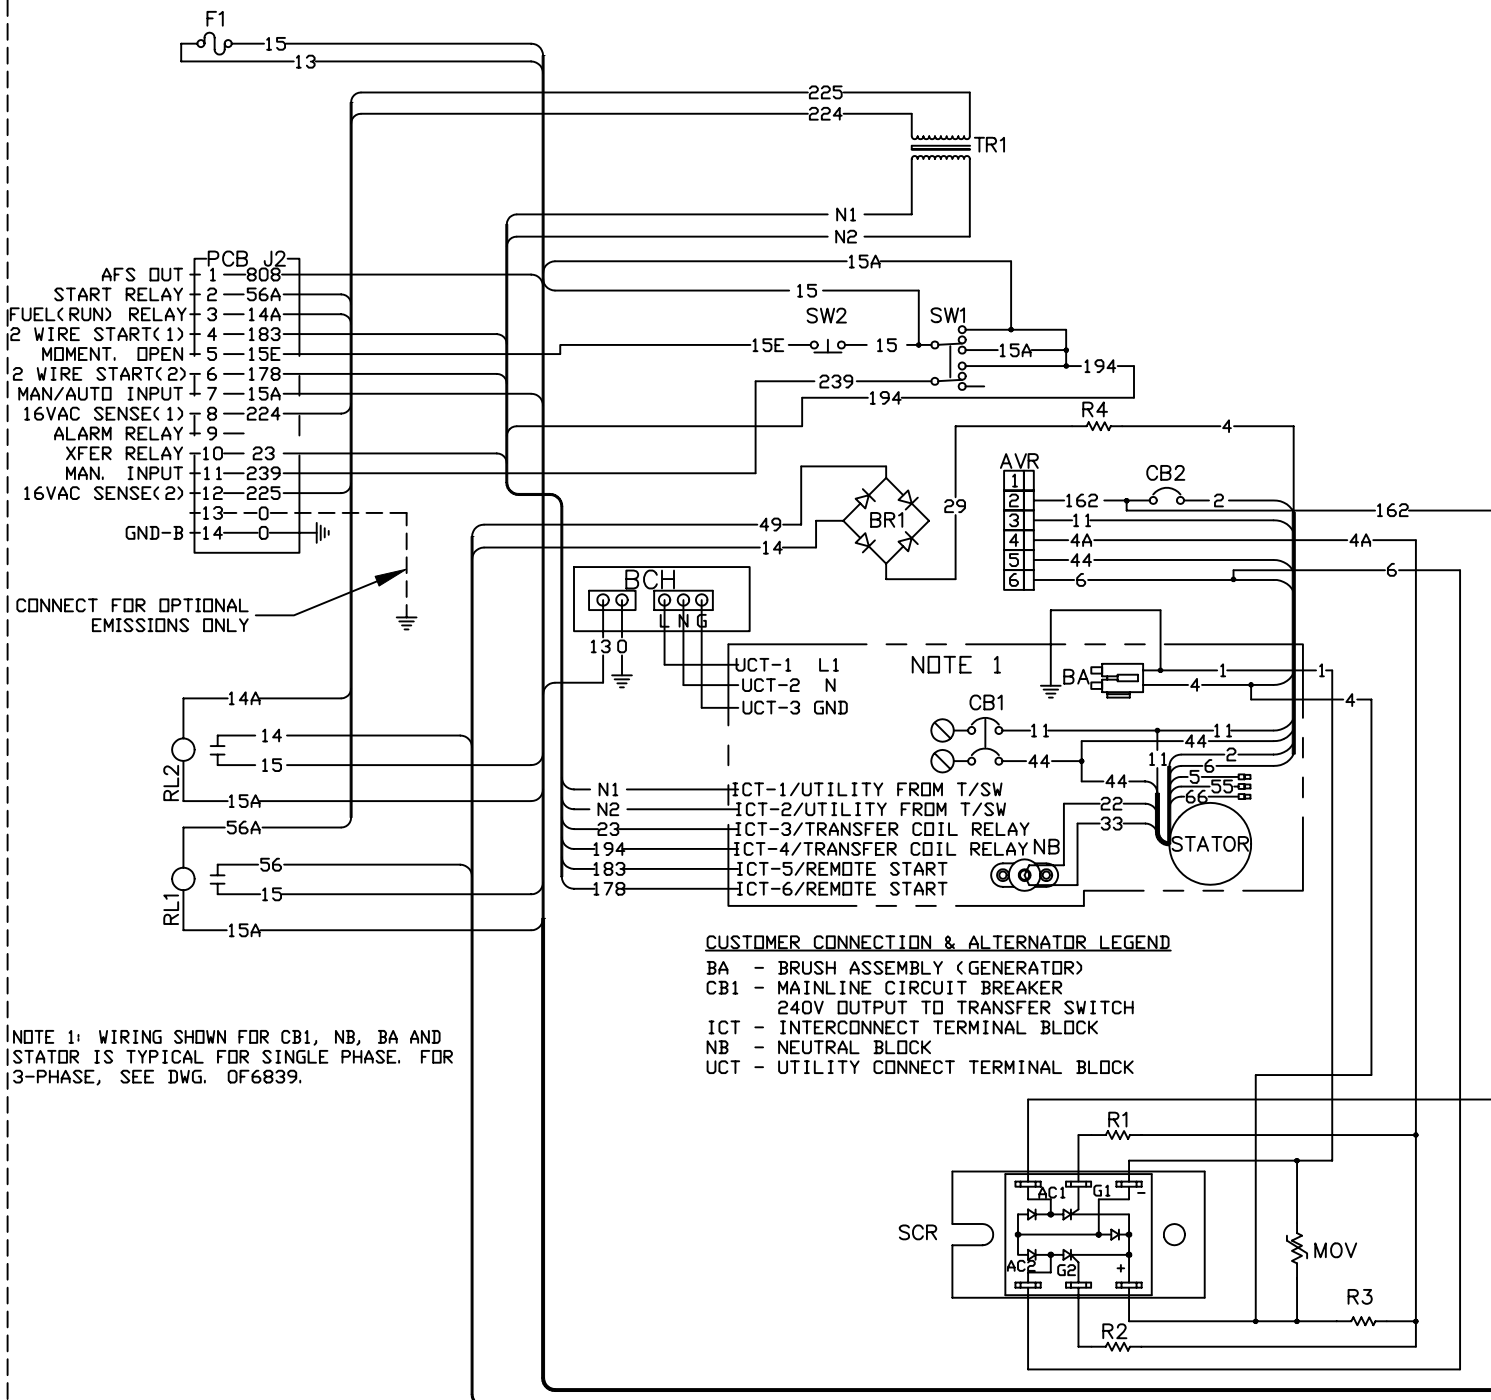 F1
15
13
225
224
TR1
N1
N2
15A
15
PCB J2
AFS OUT 1 808
START RELAY 2 56A
FUEL(RUN) RELAY 3 14A
2 WIRE START(1) 4 183
MOMENT. OPEN 5 15E
2 WIRE START(2) 6 178
MAN/AUTO INPUT 7 15A
16VAC SENSE(1) 8 224
ALARM RELAY 9
XFER RELAY 10 23
MAN. INPUT 11 239
16VAC SENSE(2) 12 225
13 0
GND-B 14 0
SW2 SW1
15E 15 15A
194
239
194
R4
4
AVR
1
2 162
3 11
4 4A
5 44
6 6
CB2
2
162
4A
6
29
BR1
49
14
CONNECT FOR OPTIONAL
EMISSIONS ONLY
BCH
L N G
13 0
UCT-1 L1
UCT-2 N
UCT-3 GND
NOTE 1
BA
1 1
4
4
CB1
11 11
44
44
2
11
6
44
5
55
66
22
33
STATOR
NB
14A
14
15
RL2
15A
56A
56
15
RL1
15A
N1 ICT-1/UTILITY FROM T/SW
N2 ICT-2/UTILITY FROM T/SW
23 ICT-3/TRANSFER COIL RELAY
194 ICT-4/TRANSFER COIL RELAY
183 ICT-5/REMOTE START
178 ICT-6/REMOTE START
CUSTOMER CONNECTION & ALTERNATOR LEGEND
BA - BRUSH ASSEMBLY (GENERATOR)
CB1 - MAINLINE CIRCUIT BREAKER
240V OUTPUT TO TRANSFER SWITCH
ICT - INTERCONNECT TERMINAL BLOCK
NB - NEUTRAL BLOCK
UCT - UTILITY CONNECT TERMINAL BLOCK
NOTE 1: WIRING SHOWN FOR CB1, NB, BA AND
STATOR IS TYPICAL FOR SINGLE PHASE. FOR
3-PHASE, SEE DWG. 0F6839.
R1
AC1 G1 -
SCR
AC2 G2 +
MOV
R3
R2